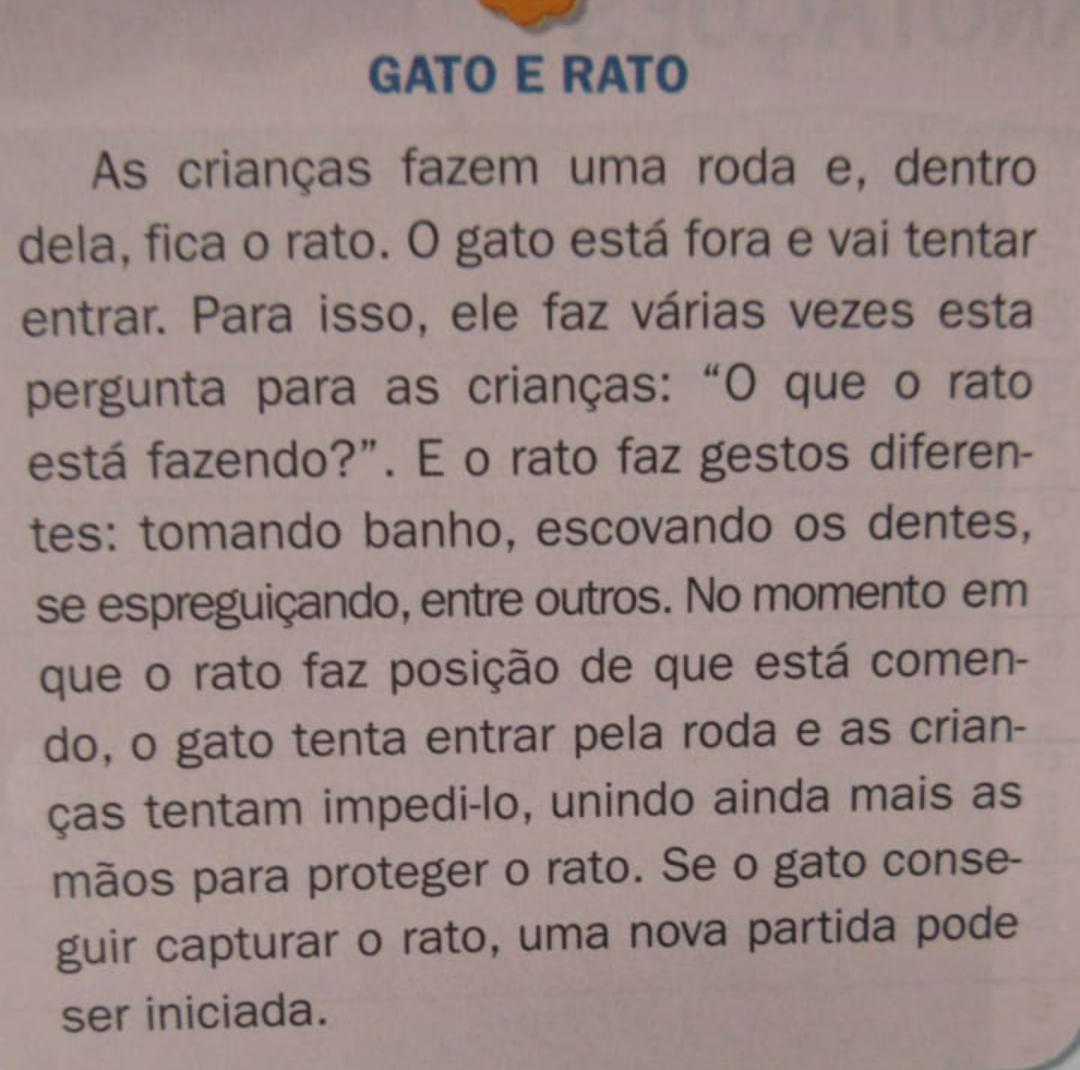 GATO E RATO
As crianças fazem uma roda e, dentro
dela, fica o rato. O gato está fora e vai tentar
entrar. Para isso, ele faz várias vezes esta
pergunta para as crianças: “O que o rato
está fazendo?”. E o rato faz gestos diferen-
tes: tomando banho, escovando os dentes,
se espreguiçando, entre outros. No momento em
que o rato faz posição de que está comen-
do, o gato tenta entrar pela roda e as crian-
ças tentam impedi-lo, unindo ainda mais as
mãos para proteger o rato. Se o gato conse-
guir capturar o rato, uma nova partida pode
ser iniciada.